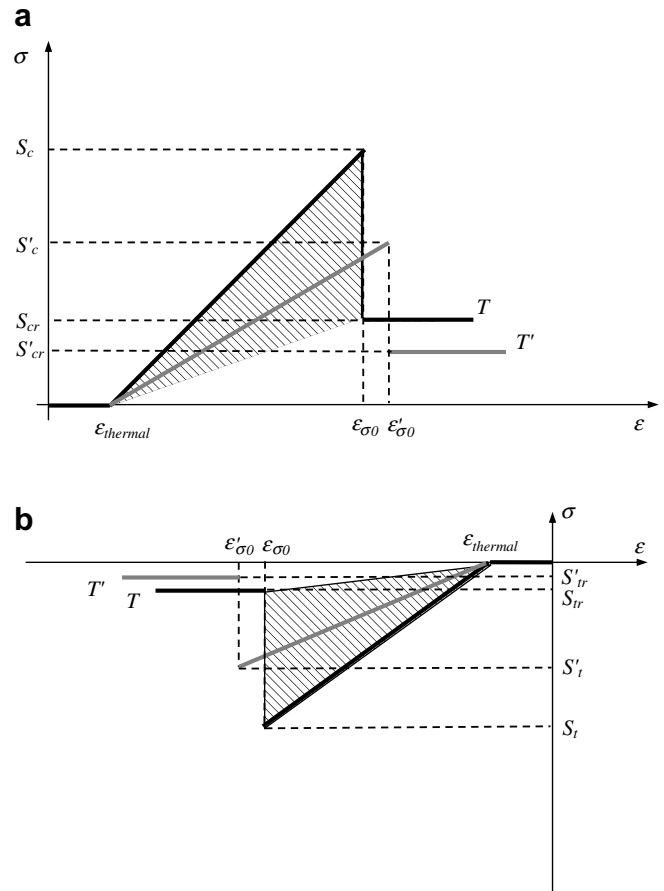 a
σ
S_c
S'_c
S_cr
T
S'_cr
T'
ε_thermal
ε_σ0
ε'_σ0
ε
b
σ
ε'_σ0
ε_σ0
ε_thermal
ε
T'
S'_tr
T
S_tr
S'_t
S_t